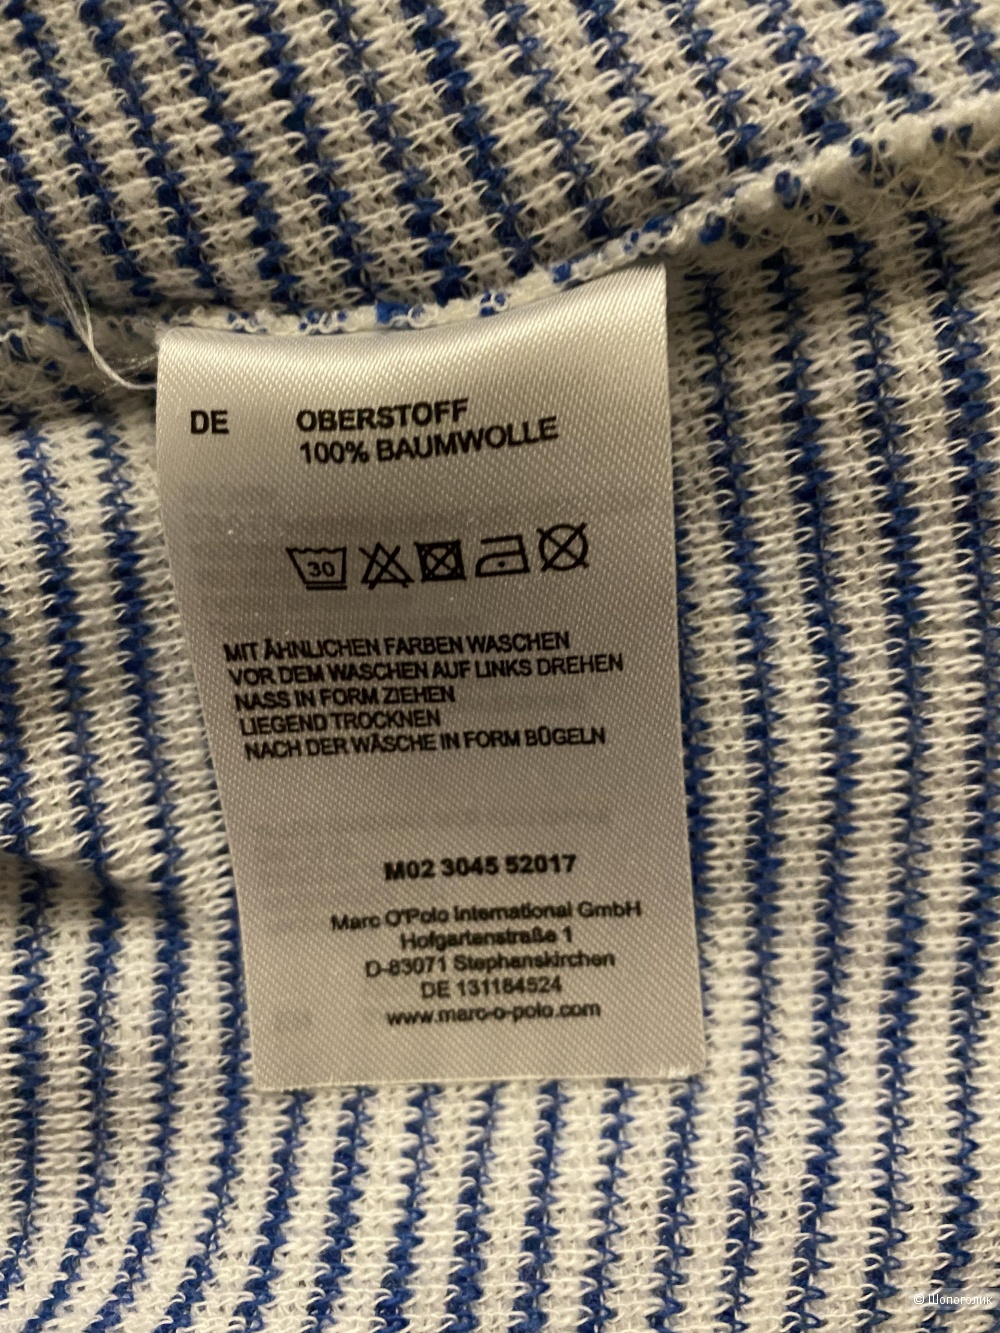 DE OBERSTOFF
100% BAUMWOLLE
30
MIT ÄHNLICHEN FARBEN WASCHEN
VOR DEM WASCHEN AUF LINKS DREHEN
NASS IN FORM ZIEHEN
LIEGEND TROCKNEN
NACH DER WÄSCHE IN FORM BÜGELN
M02 3045 52017
Marc O'Polo International GmbH
Hofgartenstraße 1
D-83071 Stephanskirchen
DE 131184524
www.marc-o-polo.com
© Шопоголик